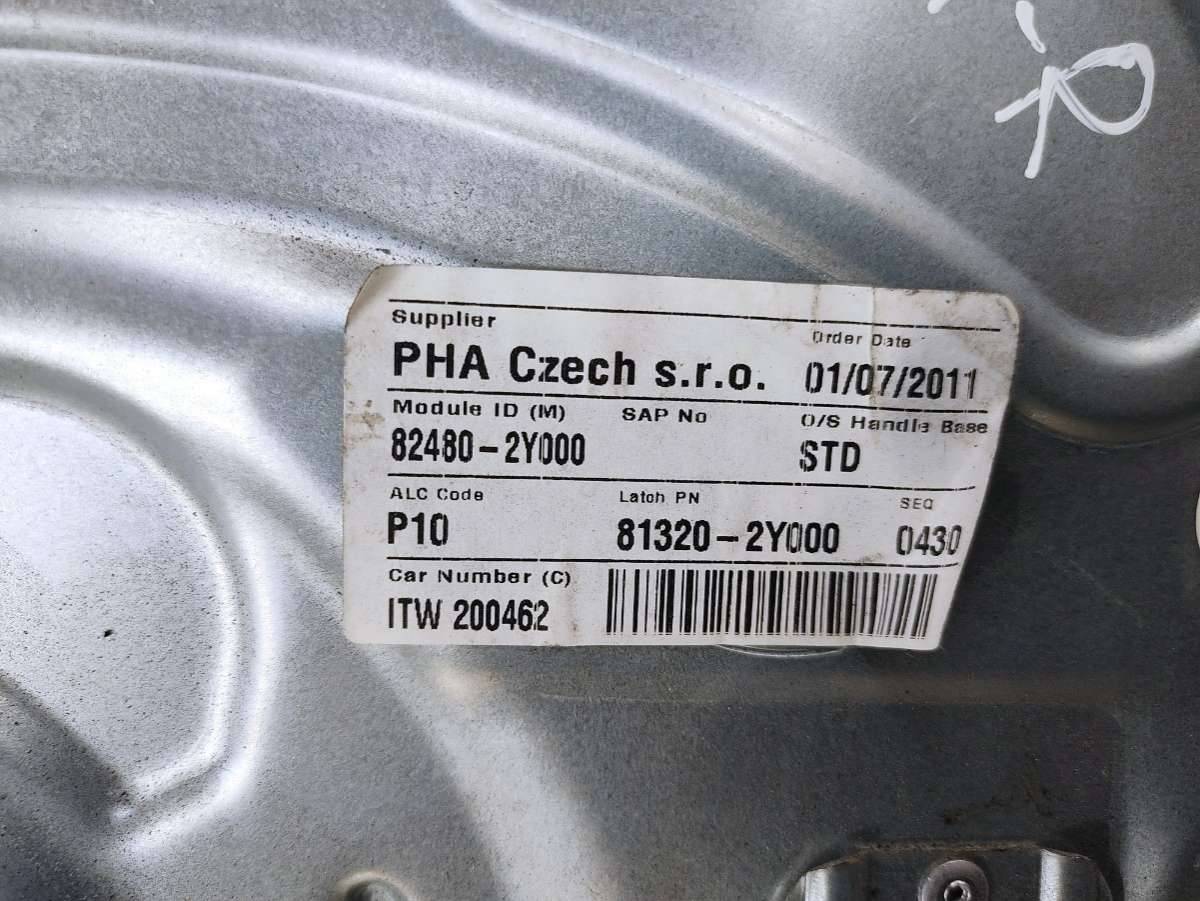 Supplier
Order Date
PHA Czech s.r.o. 01/07/2011
Module ID (M) SAP No O/S Handle Base
82480-2Y000 STD
ALC Code Latch PN SEQ
P10 81320-2Y000 0430
Car Number (C)
ITW 200462